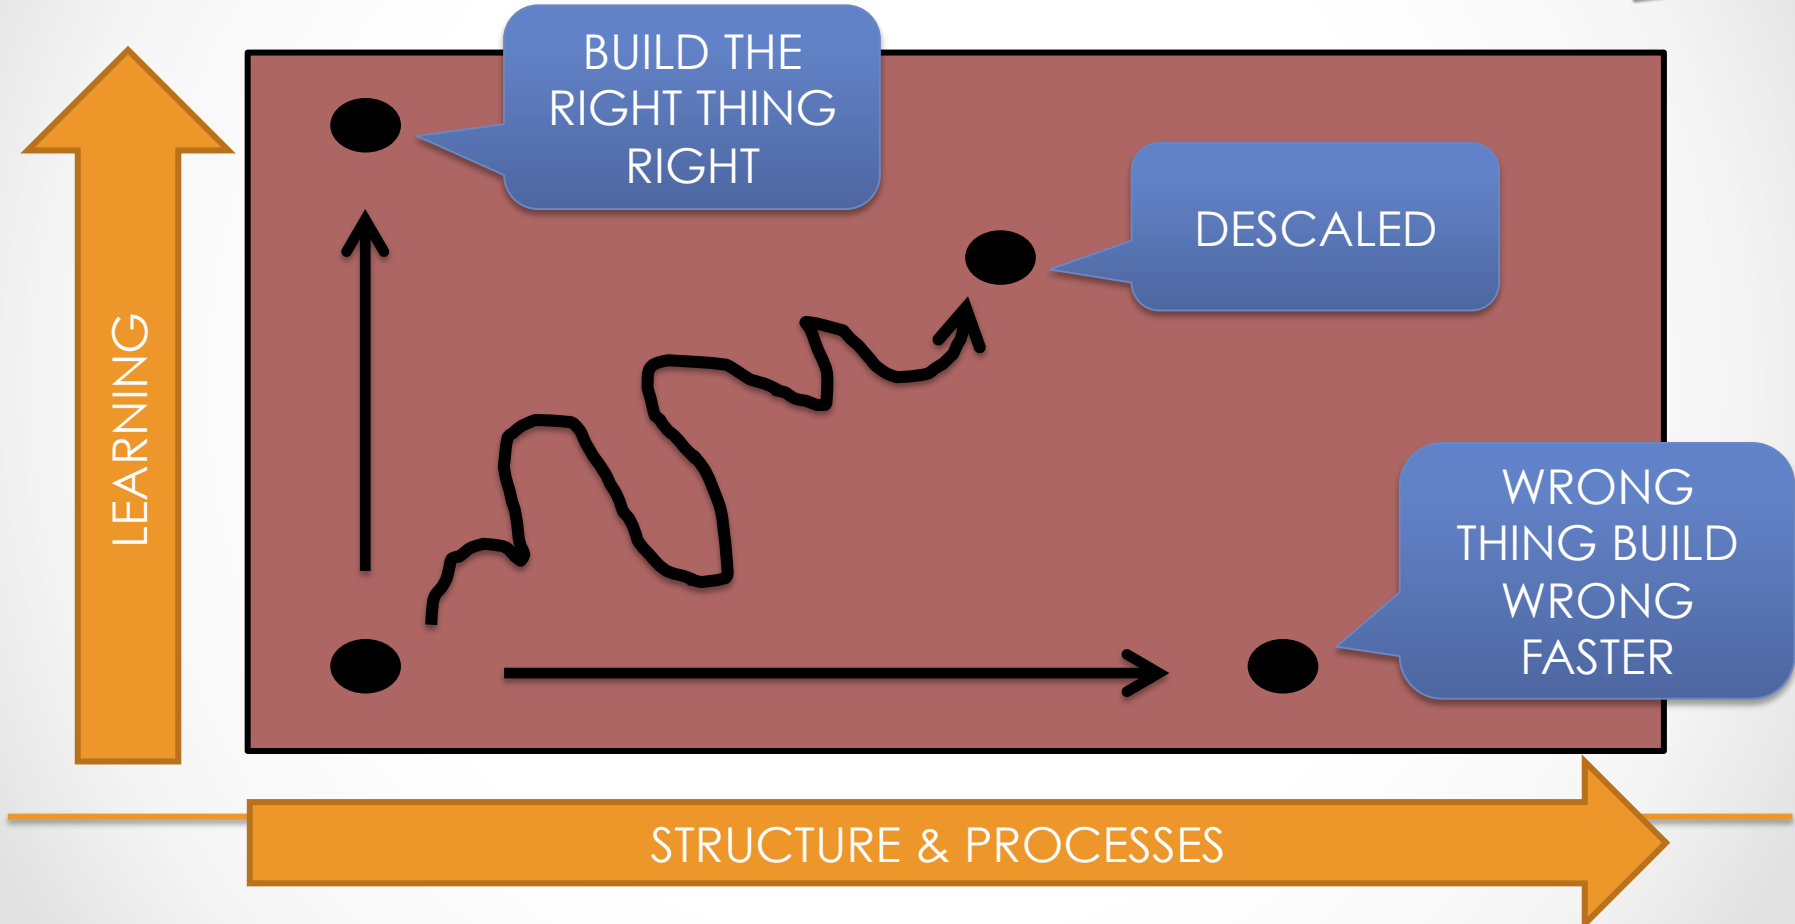 BUILD THE
RIGHT THING
RIGHT
DESCALED
LEARNING
WRONG
THING BUILD
WRONG
FASTER
STRUCTURE & PROCESSES